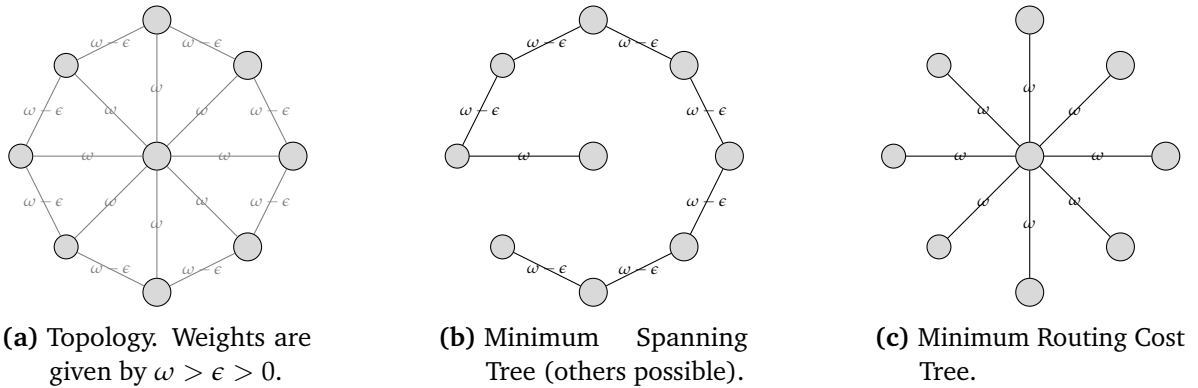 ω − ϵ
ω − ϵ
ω
ω − ϵ
ω
ω
ω − ϵ
ω
ω
ω − ϵ
ω
ω
ω − ϵ
ω
ω − ϵ
ω − ϵ
(a) Topology. Weights are
given by ω > ϵ > 0.
ω − ϵ
ω − ϵ
ω − ϵ
ω − ϵ
ω
ω − ϵ
ω − ϵ
ω − ϵ
(b) Minimum Spanning
Tree (others possible).
ω
ω
ω
ω
ω
ω
ω
ω
(c) Minimum Routing Cost
Tree.